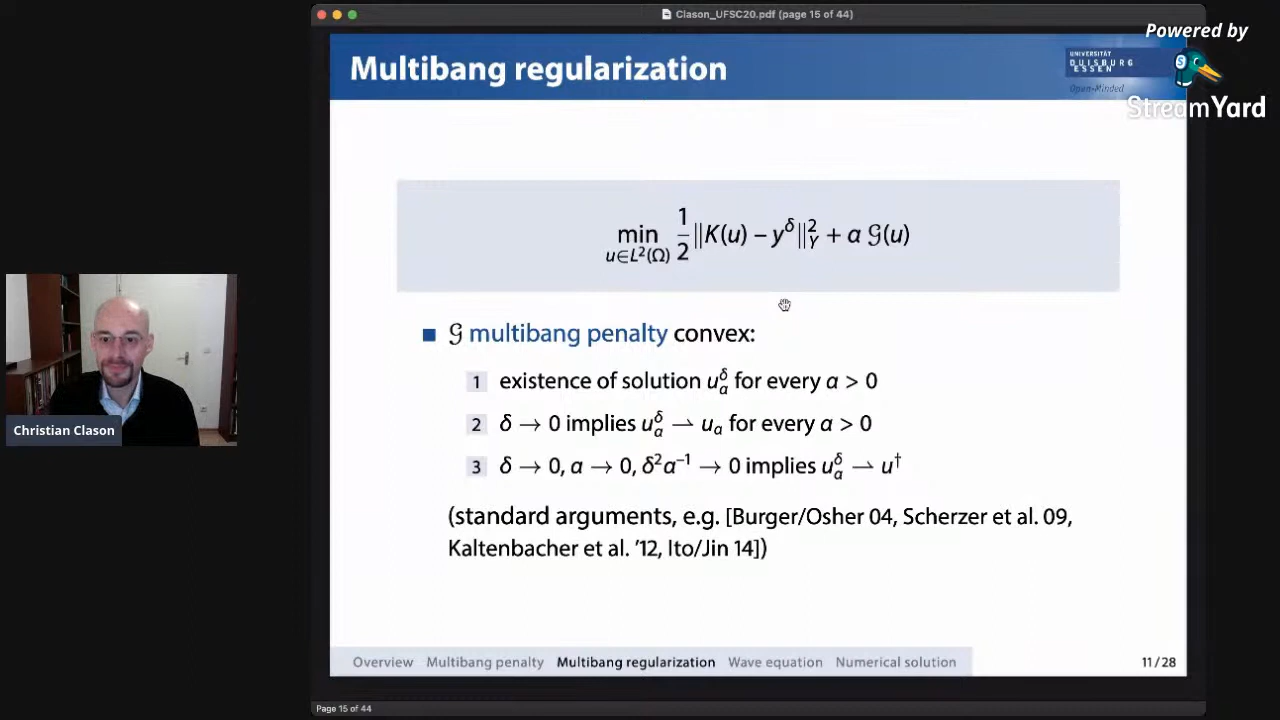 Clason_UFSC20.pdf (page 15 of 44)
Powered by
StreamYard
Multibang regularization
UNIVERSITÄT
DUISBURG
ESSEN
Open-Minded
min_{u∈L²(Ω)} 1/2 ‖K(u) − y^δ‖²_Y + α 𝒢(u)
■ 𝒢 multibang penalty convex:
1 existence of solution u_α^δ for every α > 0
2 δ → 0 implies u_α^δ ⇀ u_α for every α > 0
3 δ → 0, α → 0, δ²α⁻¹ → 0 implies u_α^δ ⇀ u†
(standard arguments, e.g. [Burger/Osher 04, Scherzer et al. 09,
Kaltenbacher et al. ’12, Ito/Jin 14])
Christian Clason
Overview Multibang penalty Multibang regularization Wave equation Numerical solution
11 / 28
Page 15 of 44